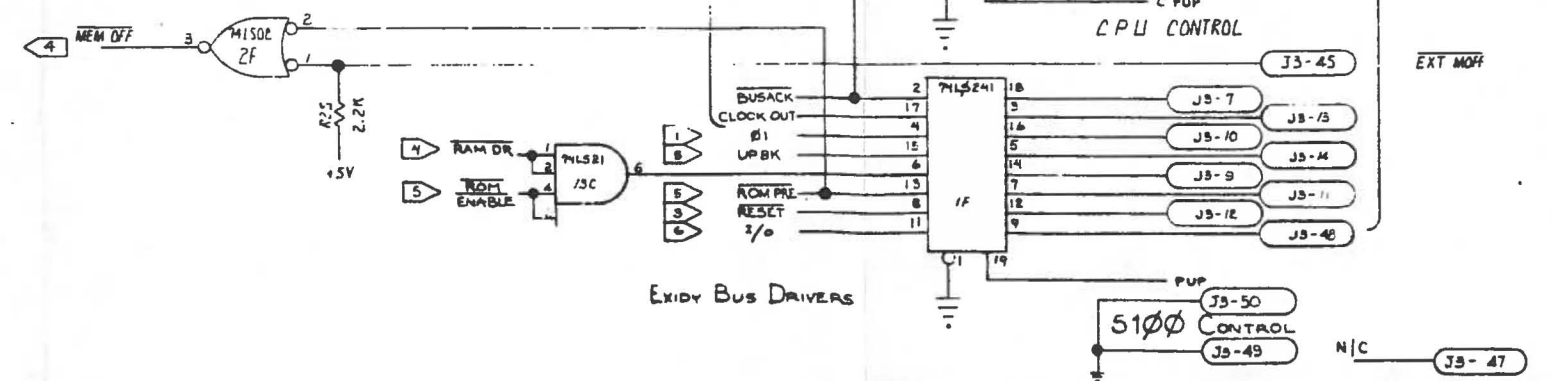 C PUP
CPU CONTROL
4 MEM OFF 3 2 1
74LS02
2F
R25
2.2K
+5V
J3-45
EXT MOFF
4 RAM DR 1 2
5 ROM ENABLE 4
74LS21
13C
6
BUSACK 2
CLOCK OUT 17
1 Ø1 4
8 UPBK 15
6
5 ROM PRE 13
3 RESET 8
6 I/O 11
74LS241
1F
1 19
18 J3-7
3 J3-13
16 J3-10
5 J3-14
14 J3-9
7 J3-11
12 J3-12
9 J3-48
PUP
EXIDY BUS DRIVERS
J3-50
S1ØØ CONTROL
J3-49
N/C J3-47